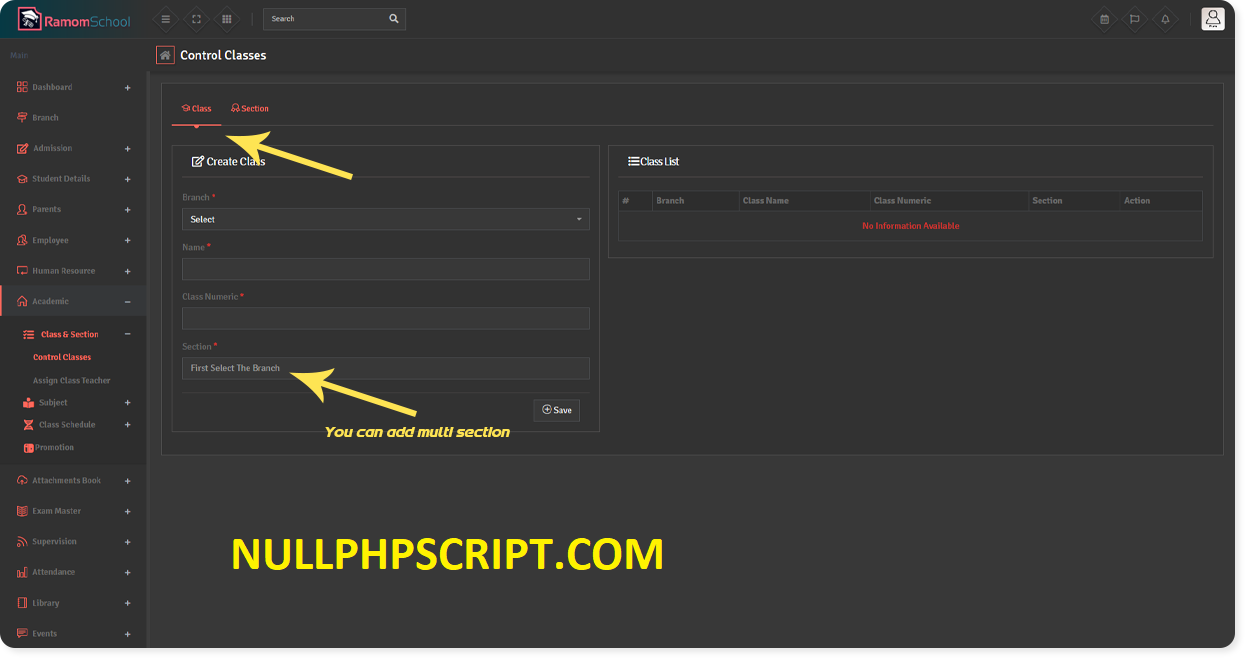 RamomSchool
Search
Main
Control Classes
Dashboard
Branch
Admission
Student Details
Parents
Employee
Human Resource
Academic
Class & Section
Control Classes
Assign Class Teacher
Subject
Class Schedule
Promotion
Attachments Book
Exam Master
Supervision
Attendance
Library
Events
Class Section
Create Class
Branch *
Select
Name *
Class Numeric *
Section *
First Select The Branch
Save
You can add multi section
Class List
# Branch Class Name Class Numeric Section Action
No Information Available
NULLPHPSCRIPT.COM